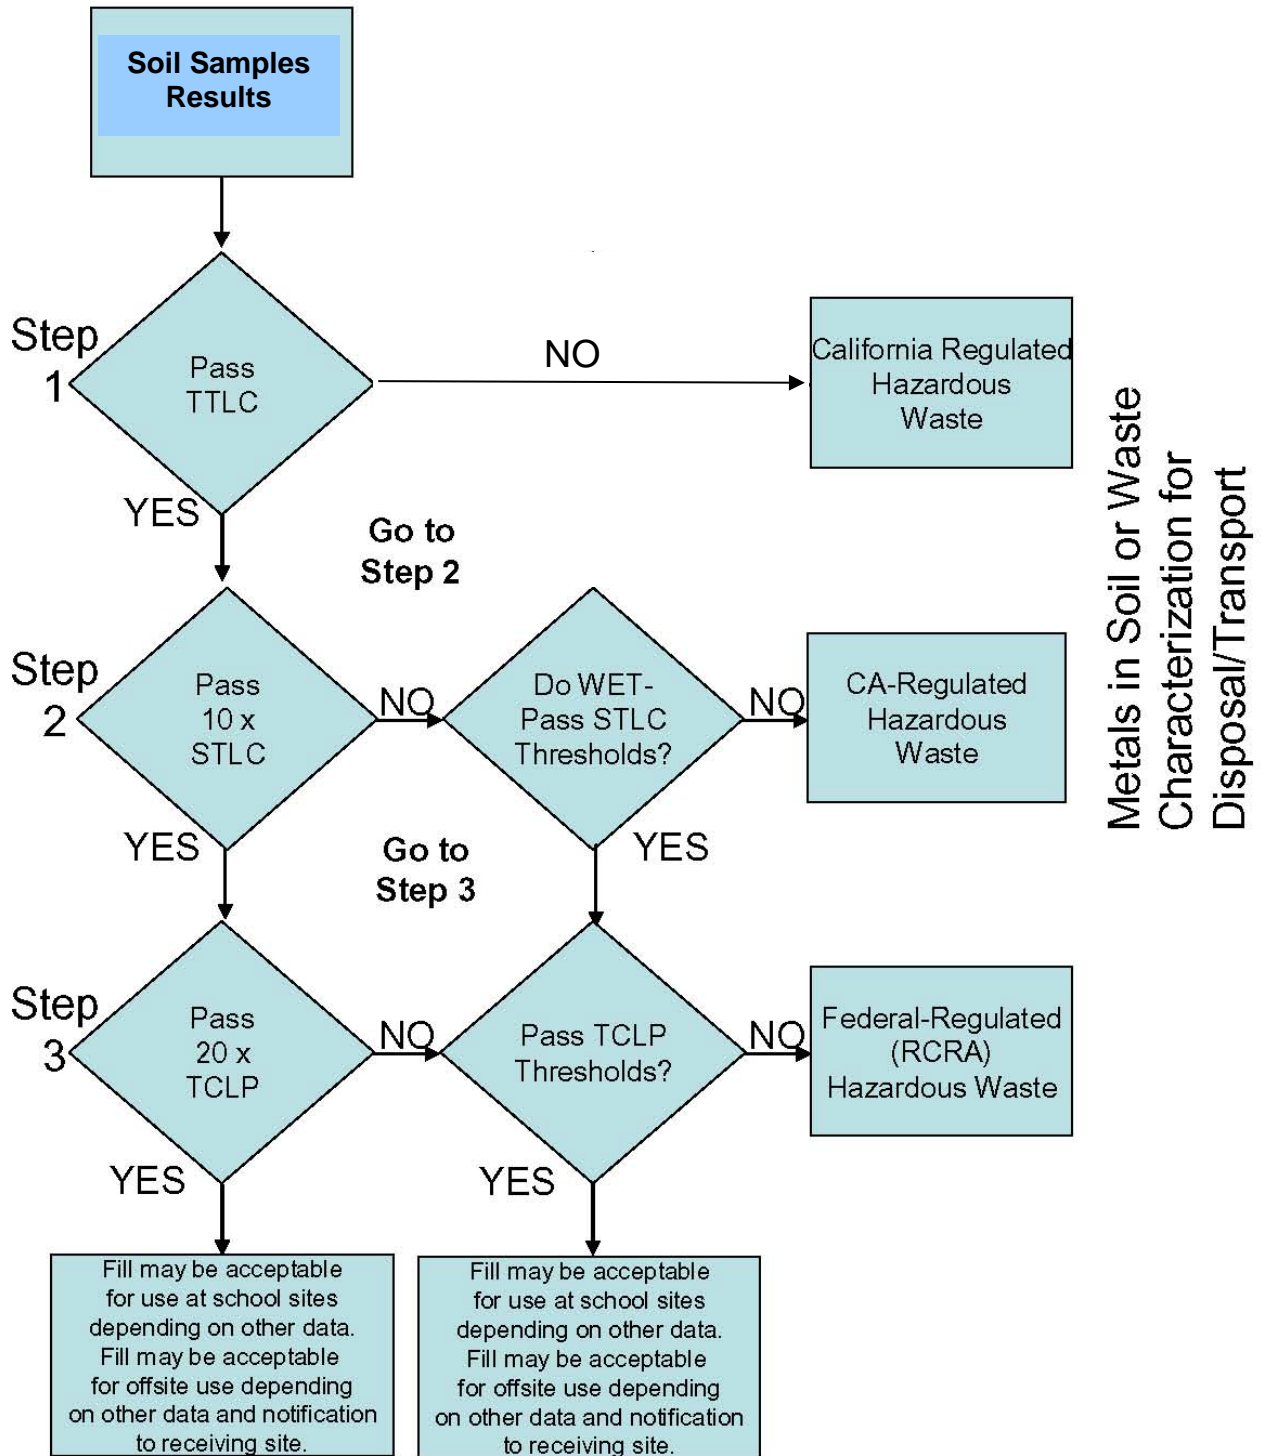 Soil Samples
Results
Step
1
Pass
TTLC
NO
California Regulated
Hazardous
Waste
YES
Go to
Step 2
Step
2
Pass
10 x
STLC
NO
Do WET-
Pass STLC
Thresholds?
NO
CA-Regulated
Hazardous
Waste
YES
Go to
Step 3
YES
Step
3
Pass
20 x
TCLP
NO
Pass TCLP
Thresholds?
NO
Federal-Regulated
(RCRA)
Hazardous Waste
YES
YES
Fill may be acceptable
for use at school sites
depending on other data.
Fill may be acceptable
for offsite use depending
on other data and notification
to receiving site.
Fill may be acceptable
for use at school sites
depending on other data.
Fill may be acceptable
for offsite use depending
on other data and notification
to receiving site.
Metals in Soil or Waste
Characterization for
Disposal/Transport